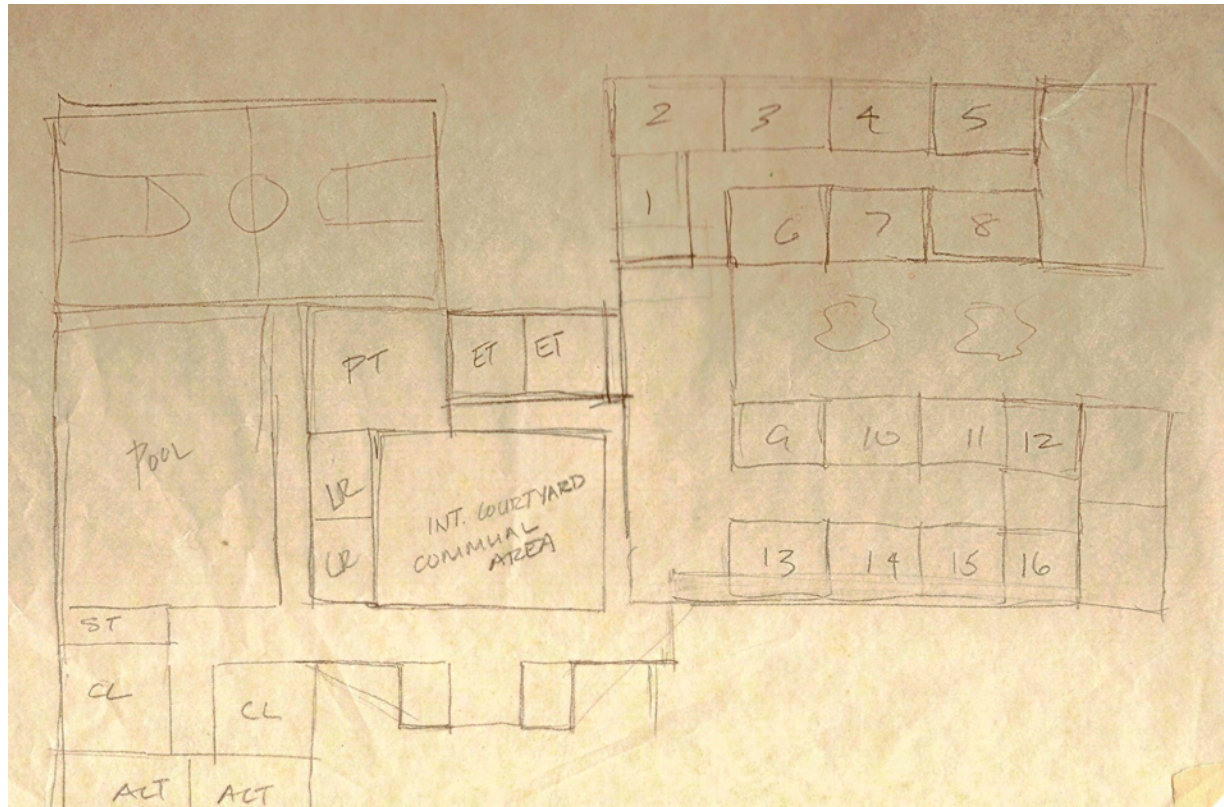 2 3 4 5
1 6 7 8
PT ET ET
POOL
9 10 11 12
LR
INT. COURTYARD
COMMUNAL
AREA
LR
13 14 15 16
ST
CL CL
ACT ACT